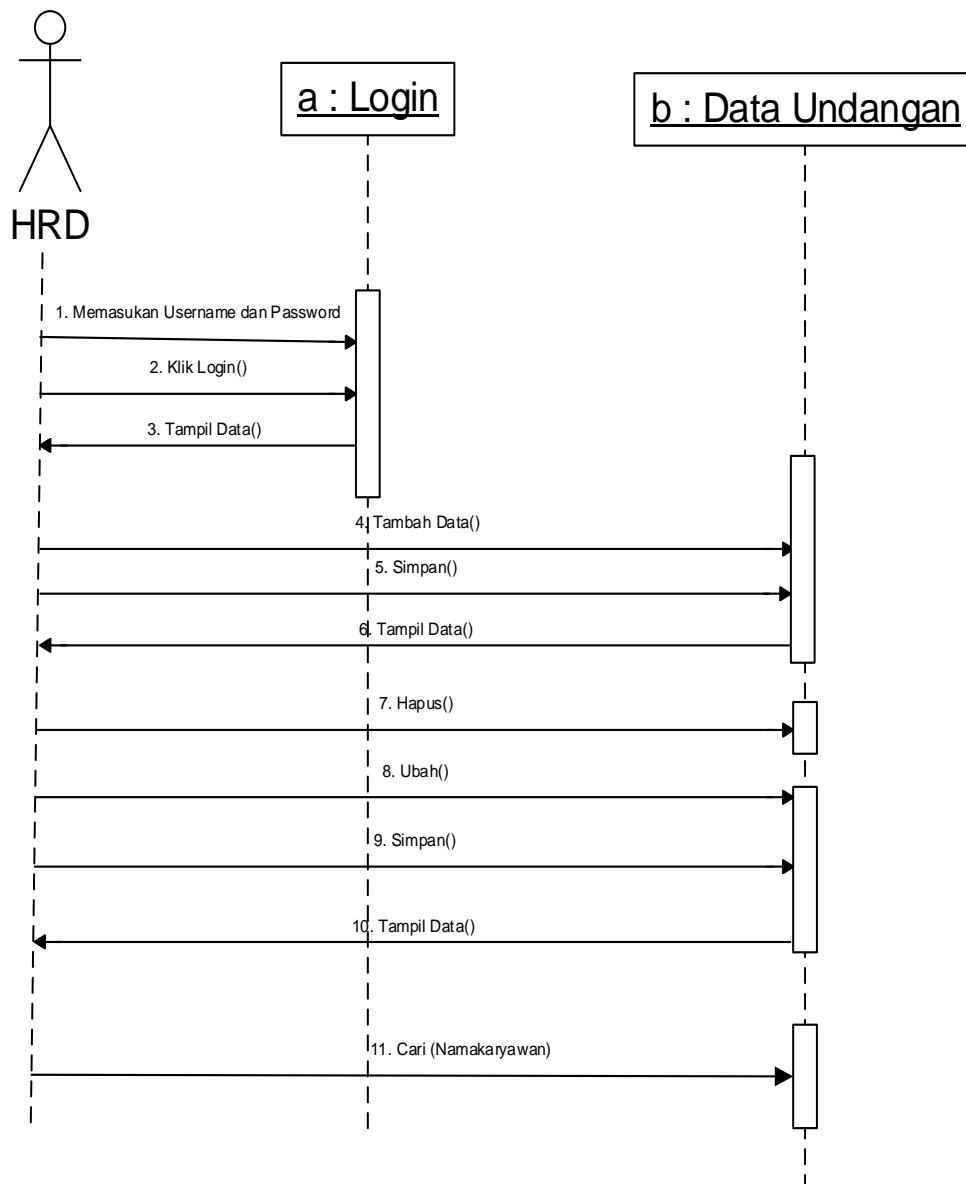 a : Login
b : Data Undangan
HRD
1. Memasukan Username dan Password
2. Klik Login()
3. Tampil Data()
4. Tambah Data()
5. Simpan()
6. Tampil Data()
7. Hapus()
8. Ubah()
9. Simpan()
10. Tampil Data()
11. Cari (Namakaryawan)